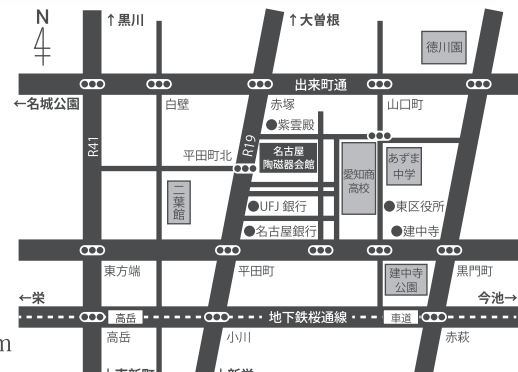 N
↑黒川
↑大曽根
徳川園
出来町通
←名城公園
白壁
赤塚
山口町
紫雲殿
R41
R19
平田町北
名古屋
陶磁器会館
愛知商
高校
あずま
中学
二葉館
UFJ 銀行
東区役所
名古屋銀行
建中寺
東方端
平田町
建中寺
公園
黒門町
←栄
今池→
高岳
地下鉄桜通線
車道
高岳
小川
赤萩